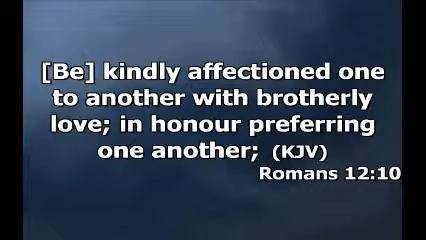 [Be] kindly affectioned one
to another with brotherly
love; in honour preferring
one another; (KJV)
Romans 12:10